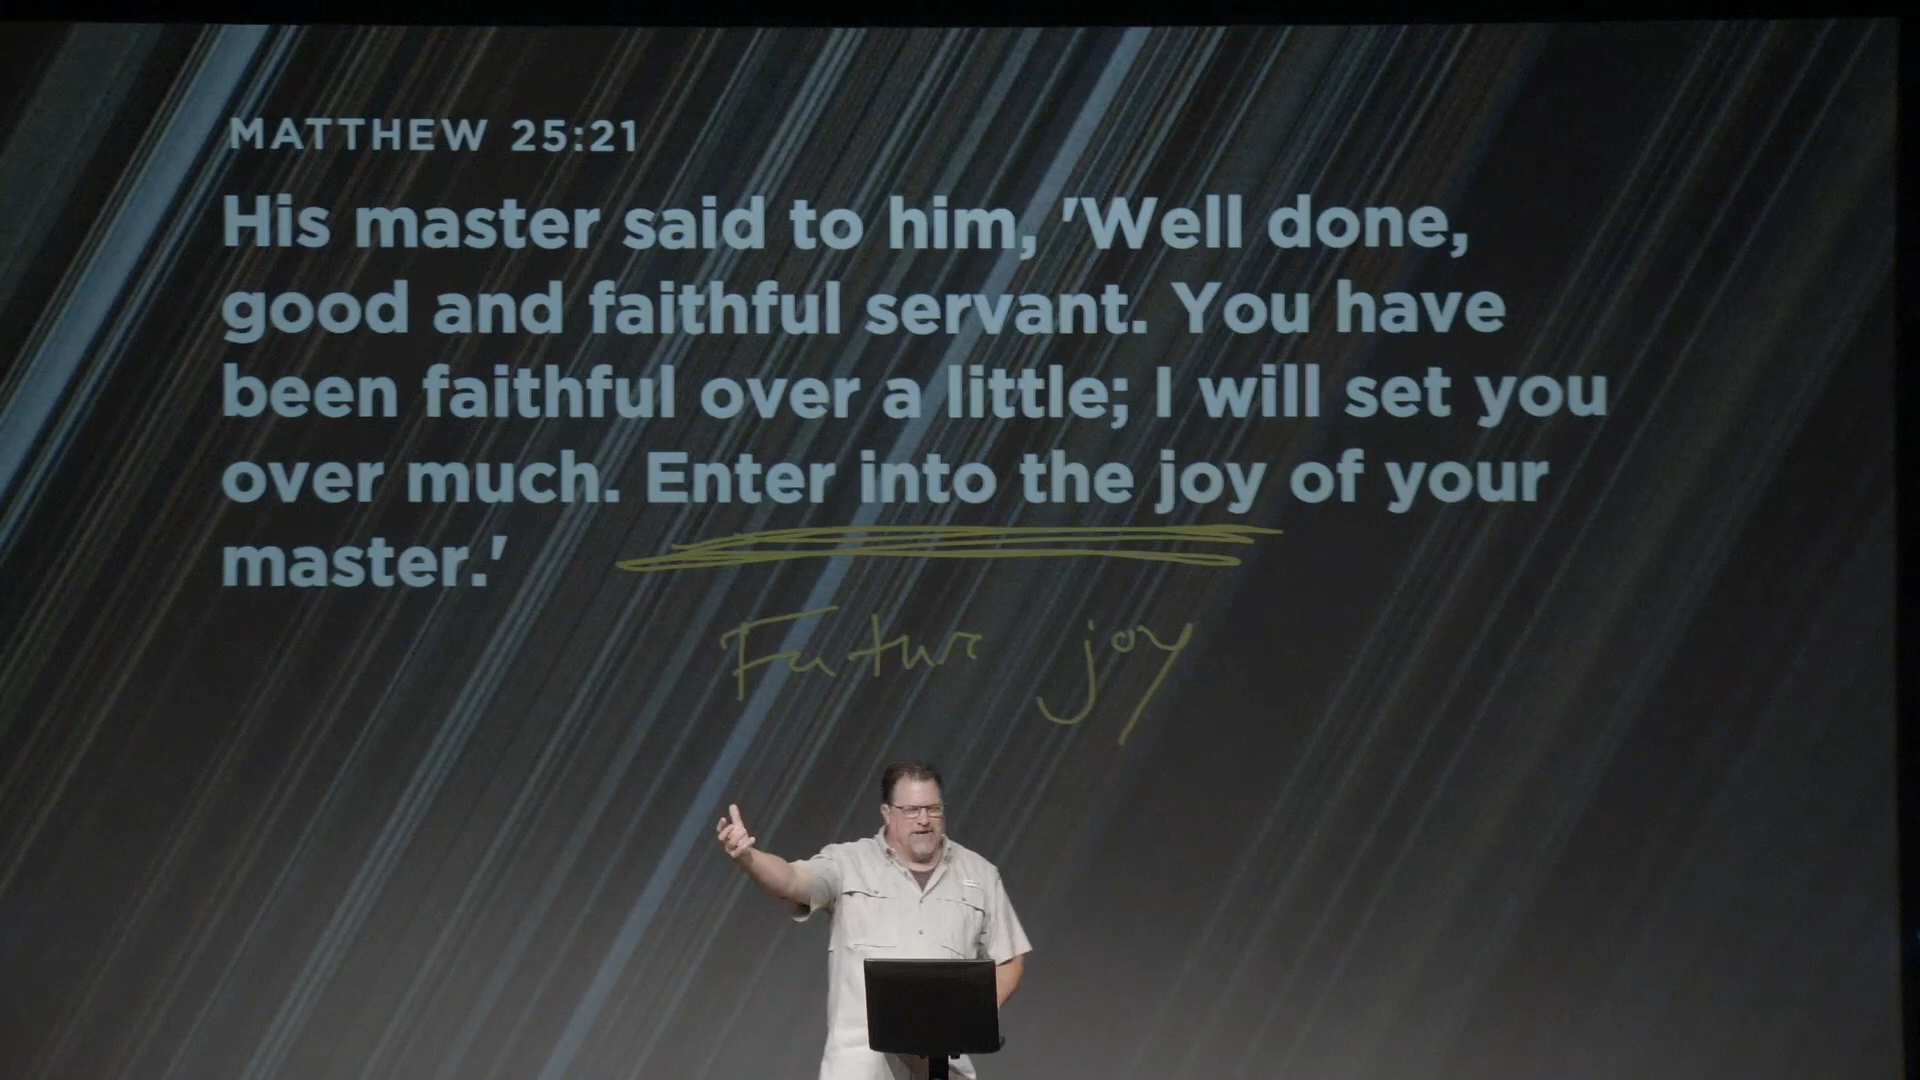 MATTHEW 25:21
His master said to him, 'Well done,
good and faithful servant. You have
been faithful over a little; I will set you
over much. Enter into the joy of your
master.'
Future joy